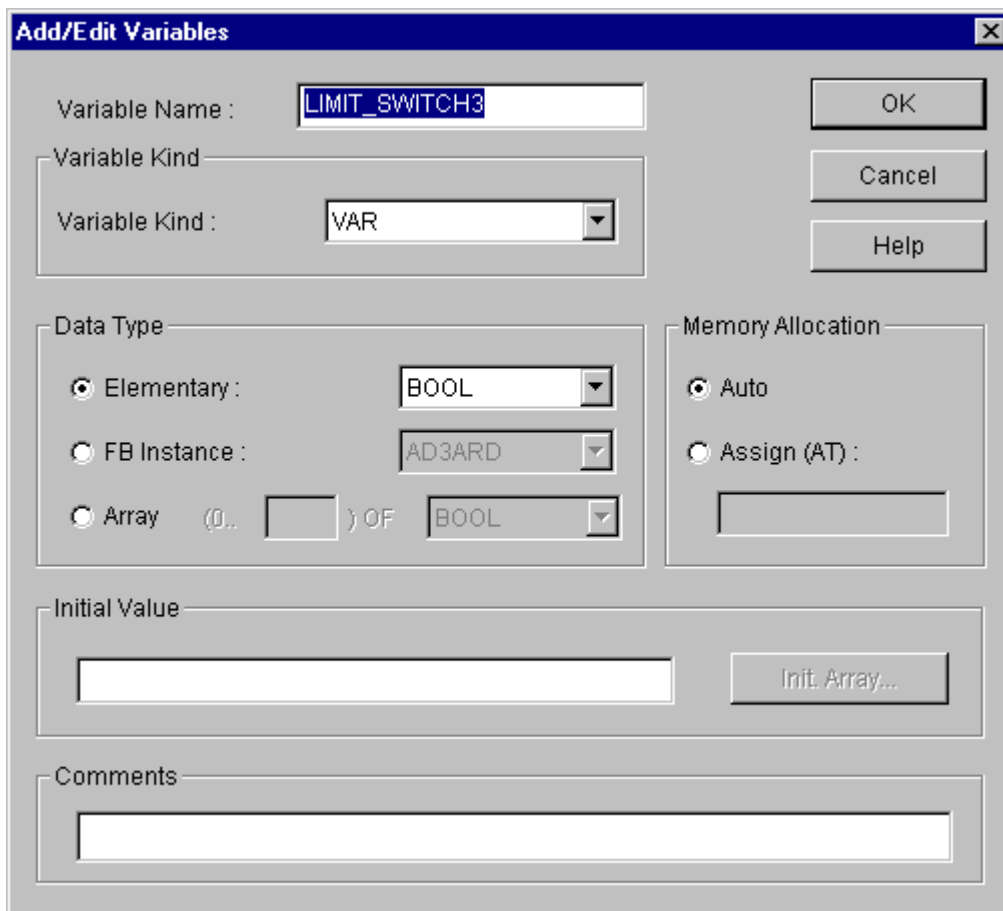 Add/Edit Variables
Variable Name : LIMIT_SWITCH3
OK
Variable Kind
Cancel
Variable Kind : VAR
Help
Data Type
Memory Allocation
Elementary : BOOL
Auto
FB Instance : AD3ARD
Assign (AT) :
Array (0.. ) OF BOOL
Initial Value
Init. Array...
Comments